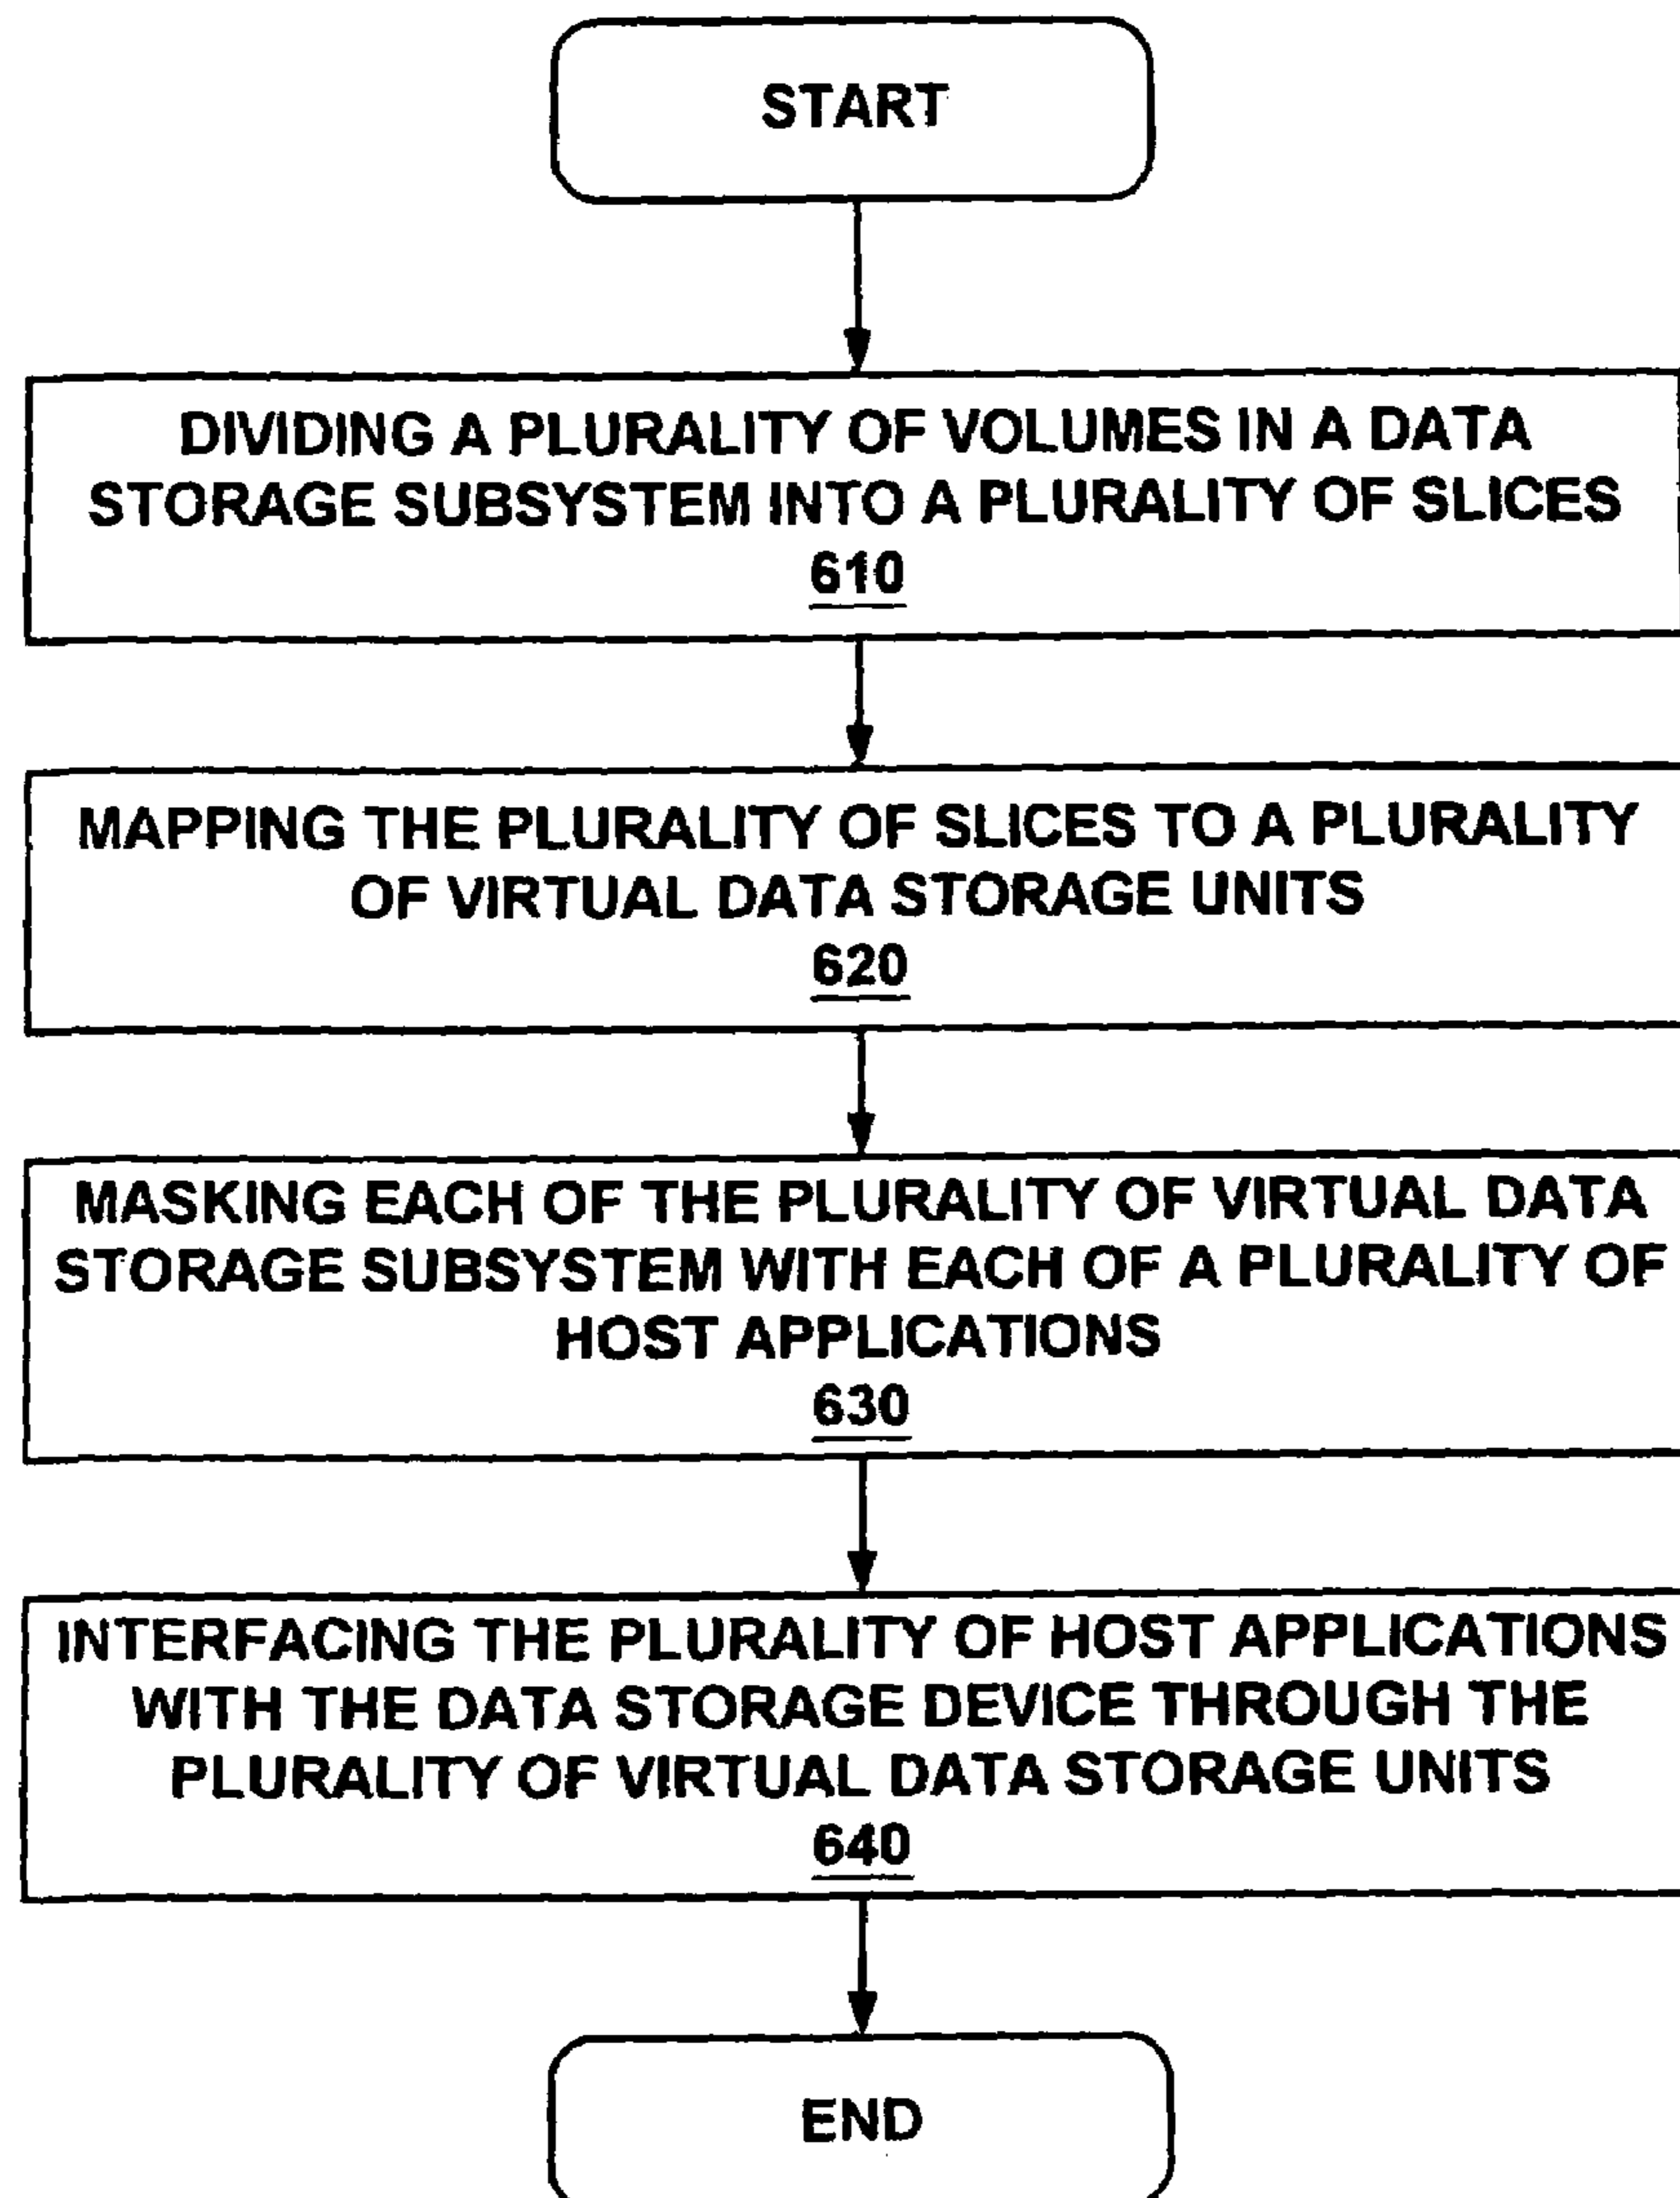 START
DIVIDING A PLURALITY OF VOLUMES IN A DATA
STORAGE SUBSYSTEM INTO A PLURALITY OF SLICES
610
MAPPING THE PLURALITY OF SLICES TO A PLURALITY
OF VIRTUAL DATA STORAGE UNITS
620
MASKING EACH OF THE PLURALITY OF VIRTUAL DATA
STORAGE SUBSYSTEM WITH EACH OF A PLURALITY OF
HOST APPLICATIONS
630
INTERFACING THE PLURALITY OF HOST APPLICATIONS
WITH THE DATA STORAGE DEVICE THROUGH THE
PLURALITY OF VIRTUAL DATA STORAGE UNITS
640
END